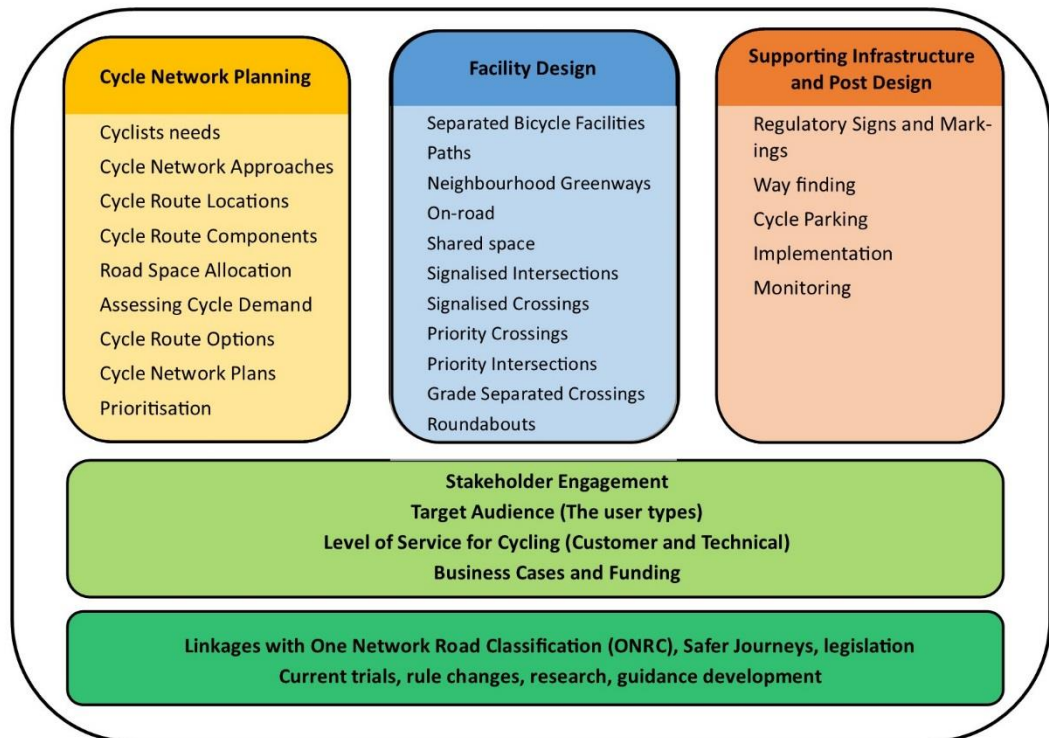 Cycle Network Planning
Cyclists needs
Cycle Network Approaches
Cycle Route Locations
Cycle Route Components
Road Space Allocation
Assessing Cycle Demand
Cycle Route Options
Cycle Network Plans
Prioritisation
Facility Design
Separated Bicycle Facilities
Paths
Neighbourhood Greenways
On-road
Shared space
Signalised Intersections
Signalised Crossings
Priority Crossings
Priority Intersections
Grade Separated Crossings
Roundabouts
Supporting Infrastructure
and Post Design
Regulatory Signs and Mark-
ings
Way finding
Cycle Parking
Implementation
Monitoring
Stakeholder Engagement
Target Audience (The user types)
Level of Service for Cycling (Customer and Technical)
Business Cases and Funding
Linkages with One Network Road Classification (ONRC), Safer Journeys, legislation
Current trials, rule changes, research, guidance development